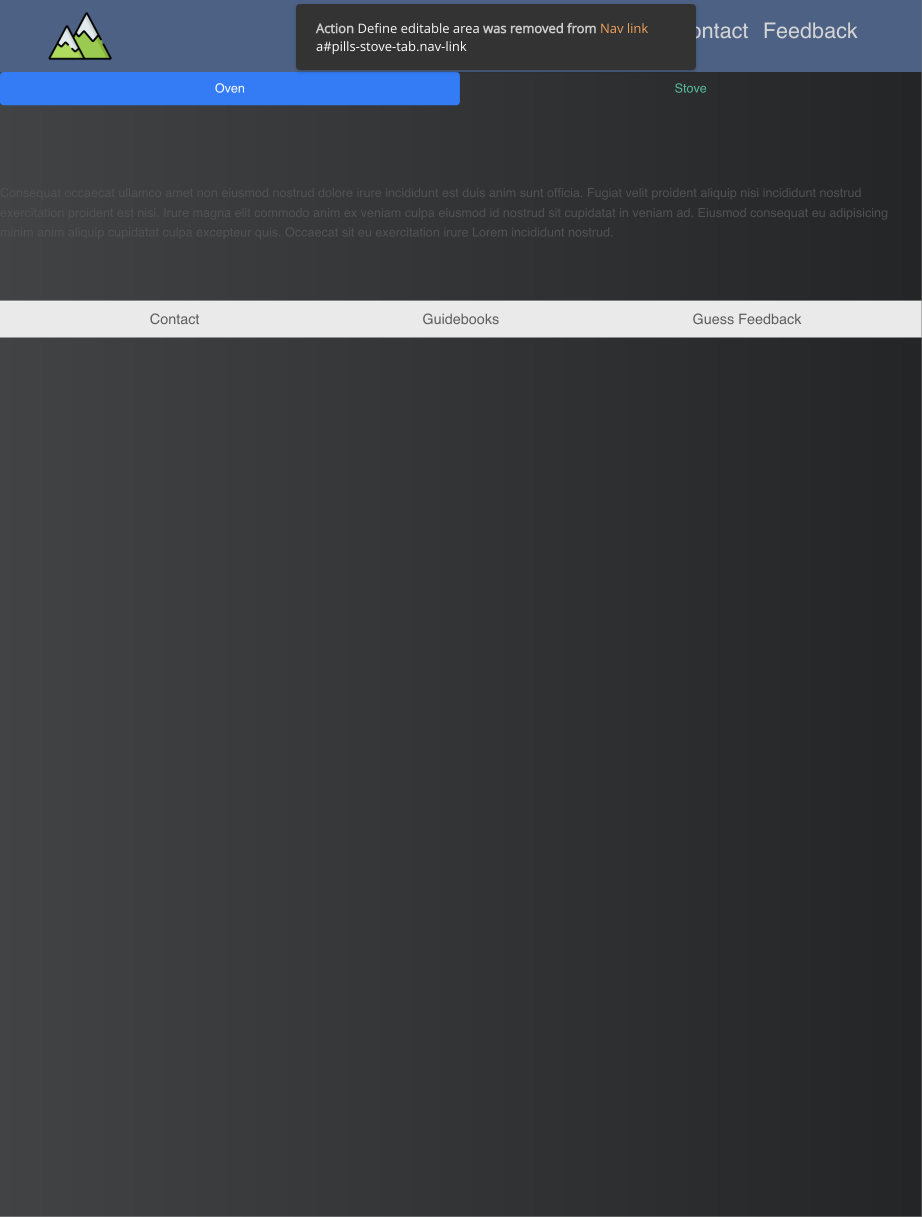 Action Define editable area was removed from Nav link
a#pills-stove-tab.nav-link
Feedback
Oven
Stove
Consequat occaecat ullamco amet non eiusmod nostrud dolore irure incididunt est duis anim sunt officia. Fugiat velit proident aliquip nisi incididunt nostrud
exercitation proident est nisi. Irure magna elit commodo anim ex veniam culpa eiusmod id nostrud sit cupidatat in veniam ad. Eiusmod consequat eu adipisicing
minim anim aliquip cupidatat culpa excepteur quis. Occaecat sit eu exercitation irure Lorem incididunt nostrud.
Contact
Guidebooks
Guess Feedback